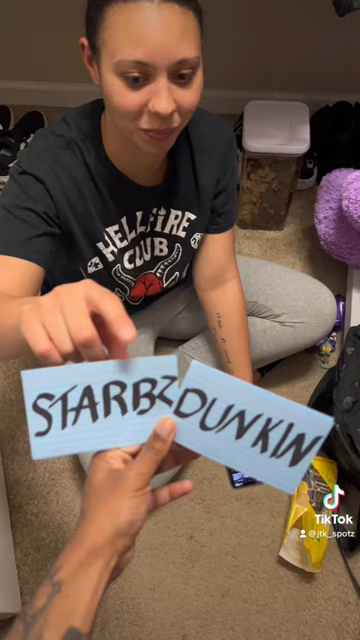 HELLFIRE
CLUB
STARBZ
DUNKIN
TikTok
@jtk_spotz